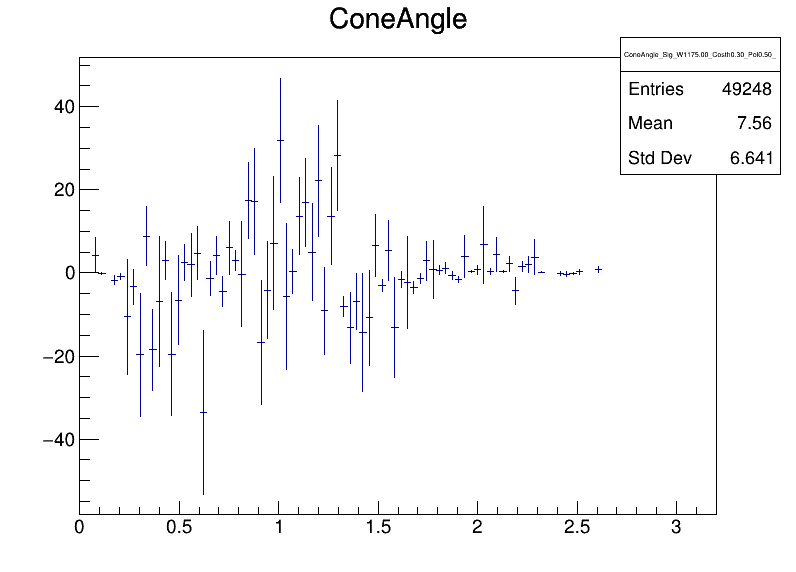 ConeAngle
ConeAngle_Sig_W1175.00_Costh0.30_Pol0.50_
Entries 49248
Mean 7.56
Std Dev 6.641
40
20
0
−20
−40
0 0.5 1 1.5 2 2.5 3